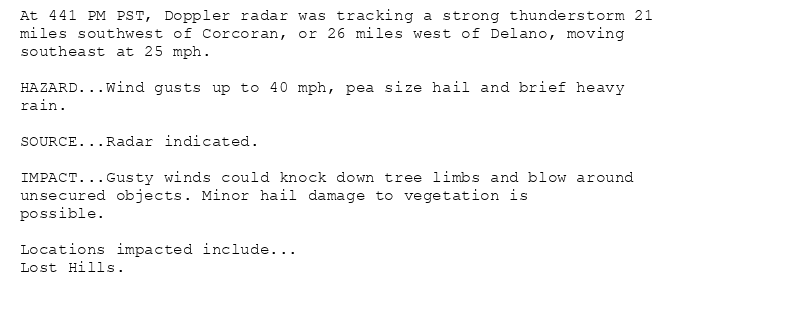 At 441 PM PST, Doppler radar was tracking a strong thunderstorm 21
miles southwest of Corcoran, or 26 miles west of Delano, moving
southeast at 25 mph.
HAZARD...Wind gusts up to 40 mph, pea size hail and brief heavy
rain.
SOURCE...Radar indicated.
IMPACT...Gusty winds could knock down tree limbs and blow around
unsecured objects. Minor hail damage to vegetation is
possible.
Locations impacted include...
Lost Hills.